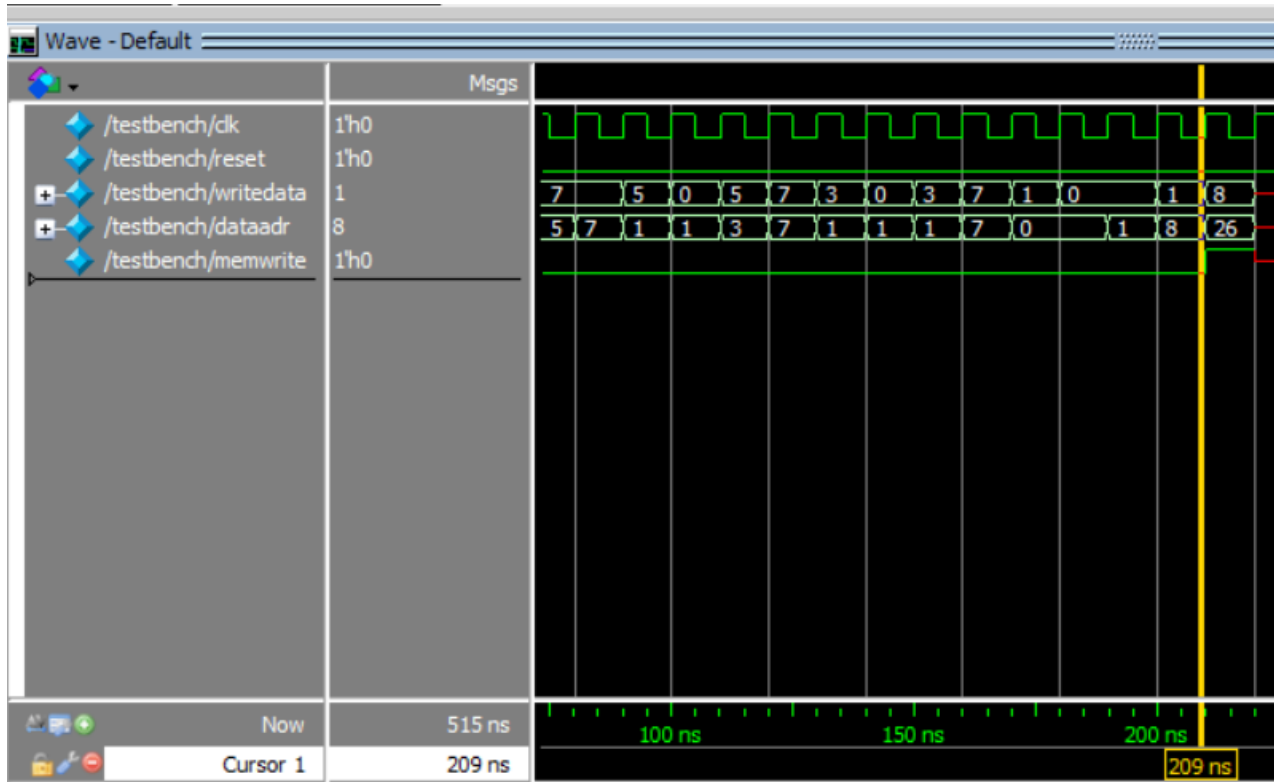 Wave - Default
Msgs
/testbench/clk 1'h0
/testbench/reset 1'h0
/testbench/writedata 1 7 5 0 5 7 3 0 3 7 1 0 1 8
/testbench/dataadr 8 5 7 1 1 3 7 1 1 1 7 0 1 8 26
/testbench/memwrite 1'h0
Now 515 ns 100 ns 150 ns 200 ns
Cursor 1 209 ns 209 ns